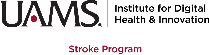 UAMS. Institute for Digital
Health & Innovation
Stroke Program